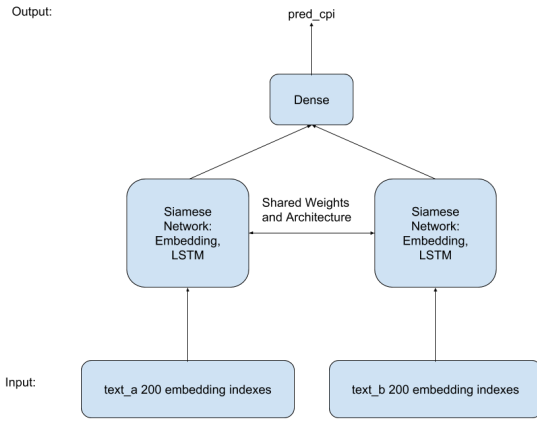 Output:
pred_cpi
Dense
Siamese
Network:
Embedding,
LSTM
Shared Weights
and Architecture
Siamese
Network:
Embedding,
LSTM
Input:
text_a 200 embedding indexes
text_b 200 embedding indexes